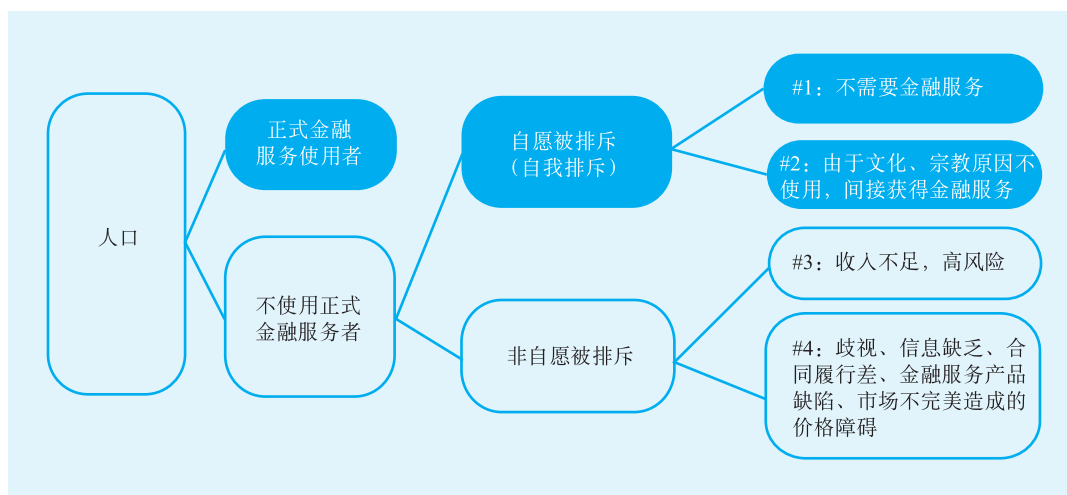 人口
正式金融
服务使用者
不使用正式
金融服务者
自愿被排斥
（自我排斥）
非自愿被排斥
#1：不需要金融服务
#2：由于文化、宗教原因不
使用，间接获得金融服务
#3：收入不足，高风险
#4：歧视、信息缺乏、合
同履行差、金融服务产品
缺陷、市场不完美造成的
价格障碍